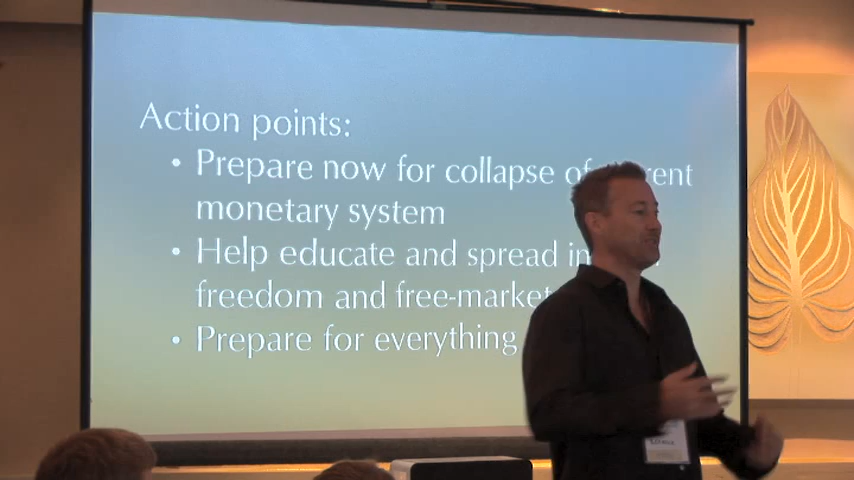 Action points:
• Prepare now for collapse of
monetary system
• Help educate and spread
freedom and free-market
• Prepare for everything